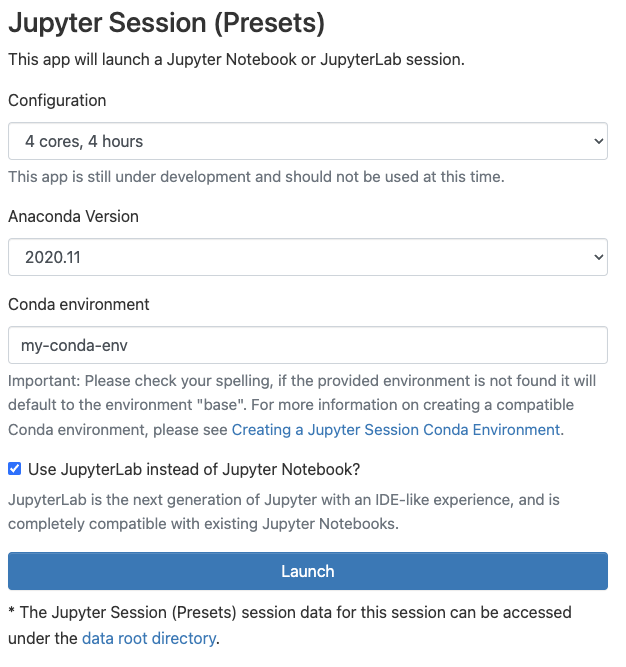 Jupyter Session (Presets)
This app will launch a Jupyter Notebook or JupyterLab session.
Configuration
4 cores, 4 hours
This app is still under development and should not be used at this time.
Anaconda Version
2020.11
Conda environment
my-conda-env
Important: Please check your spelling, if the provided environment is not found it will
default to the environment "base". For more information on creating a compatible
Conda environment, please see Creating a Jupyter Session Conda Environment.
Use JupyterLab instead of Jupyter Notebook?
JupyterLab is the next generation of Jupyter with an IDE-like experience, and is
completely compatible with existing Jupyter Notebooks.
Launch
* The Jupyter Session (Presets) session data for this session can be accessed
under the data root directory.